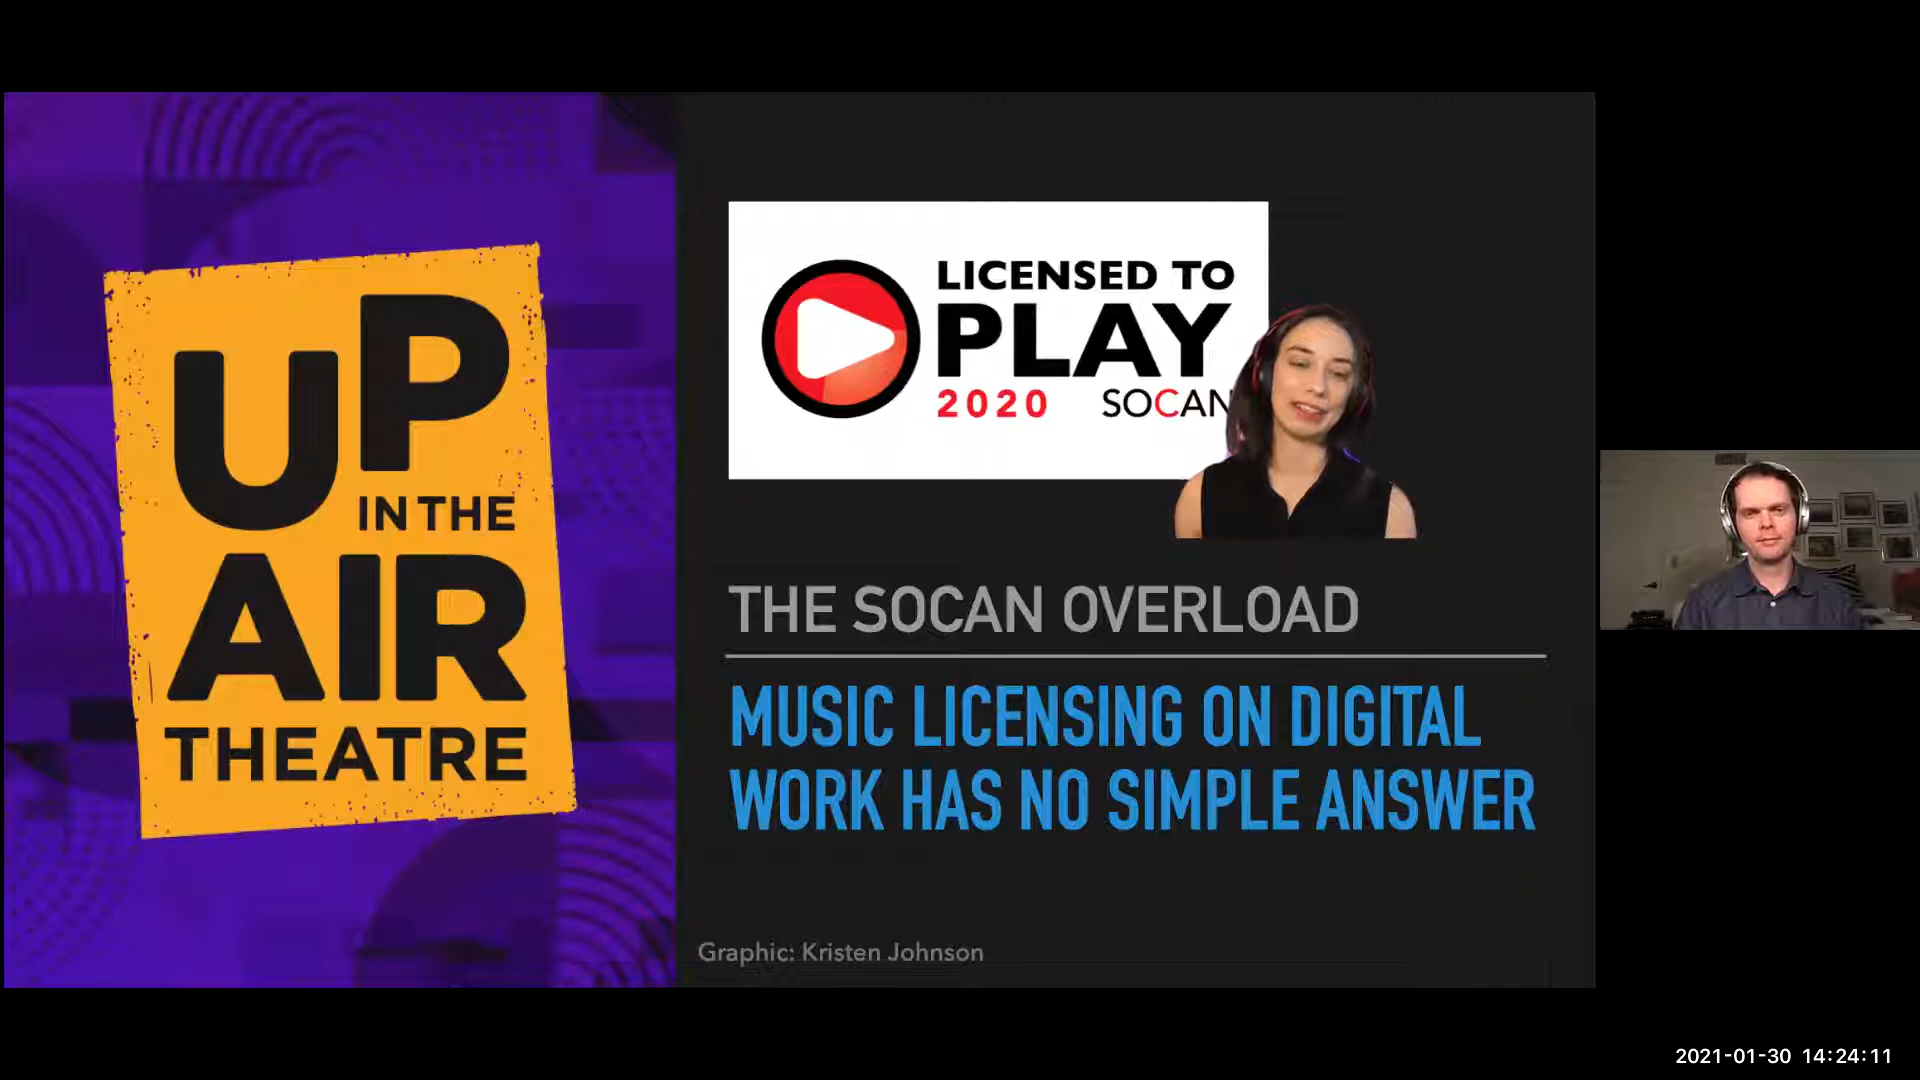 UP
IN THE
AIR
THEATRE
LICENSED TO
PLAY
2020 SOCAN
THE SOCAN OVERLOAD
MUSIC LICENSING ON DIGITAL
WORK HAS NO SIMPLE ANSWER
Graphic: Kristen Johnson
2021-01-30 14:24:11